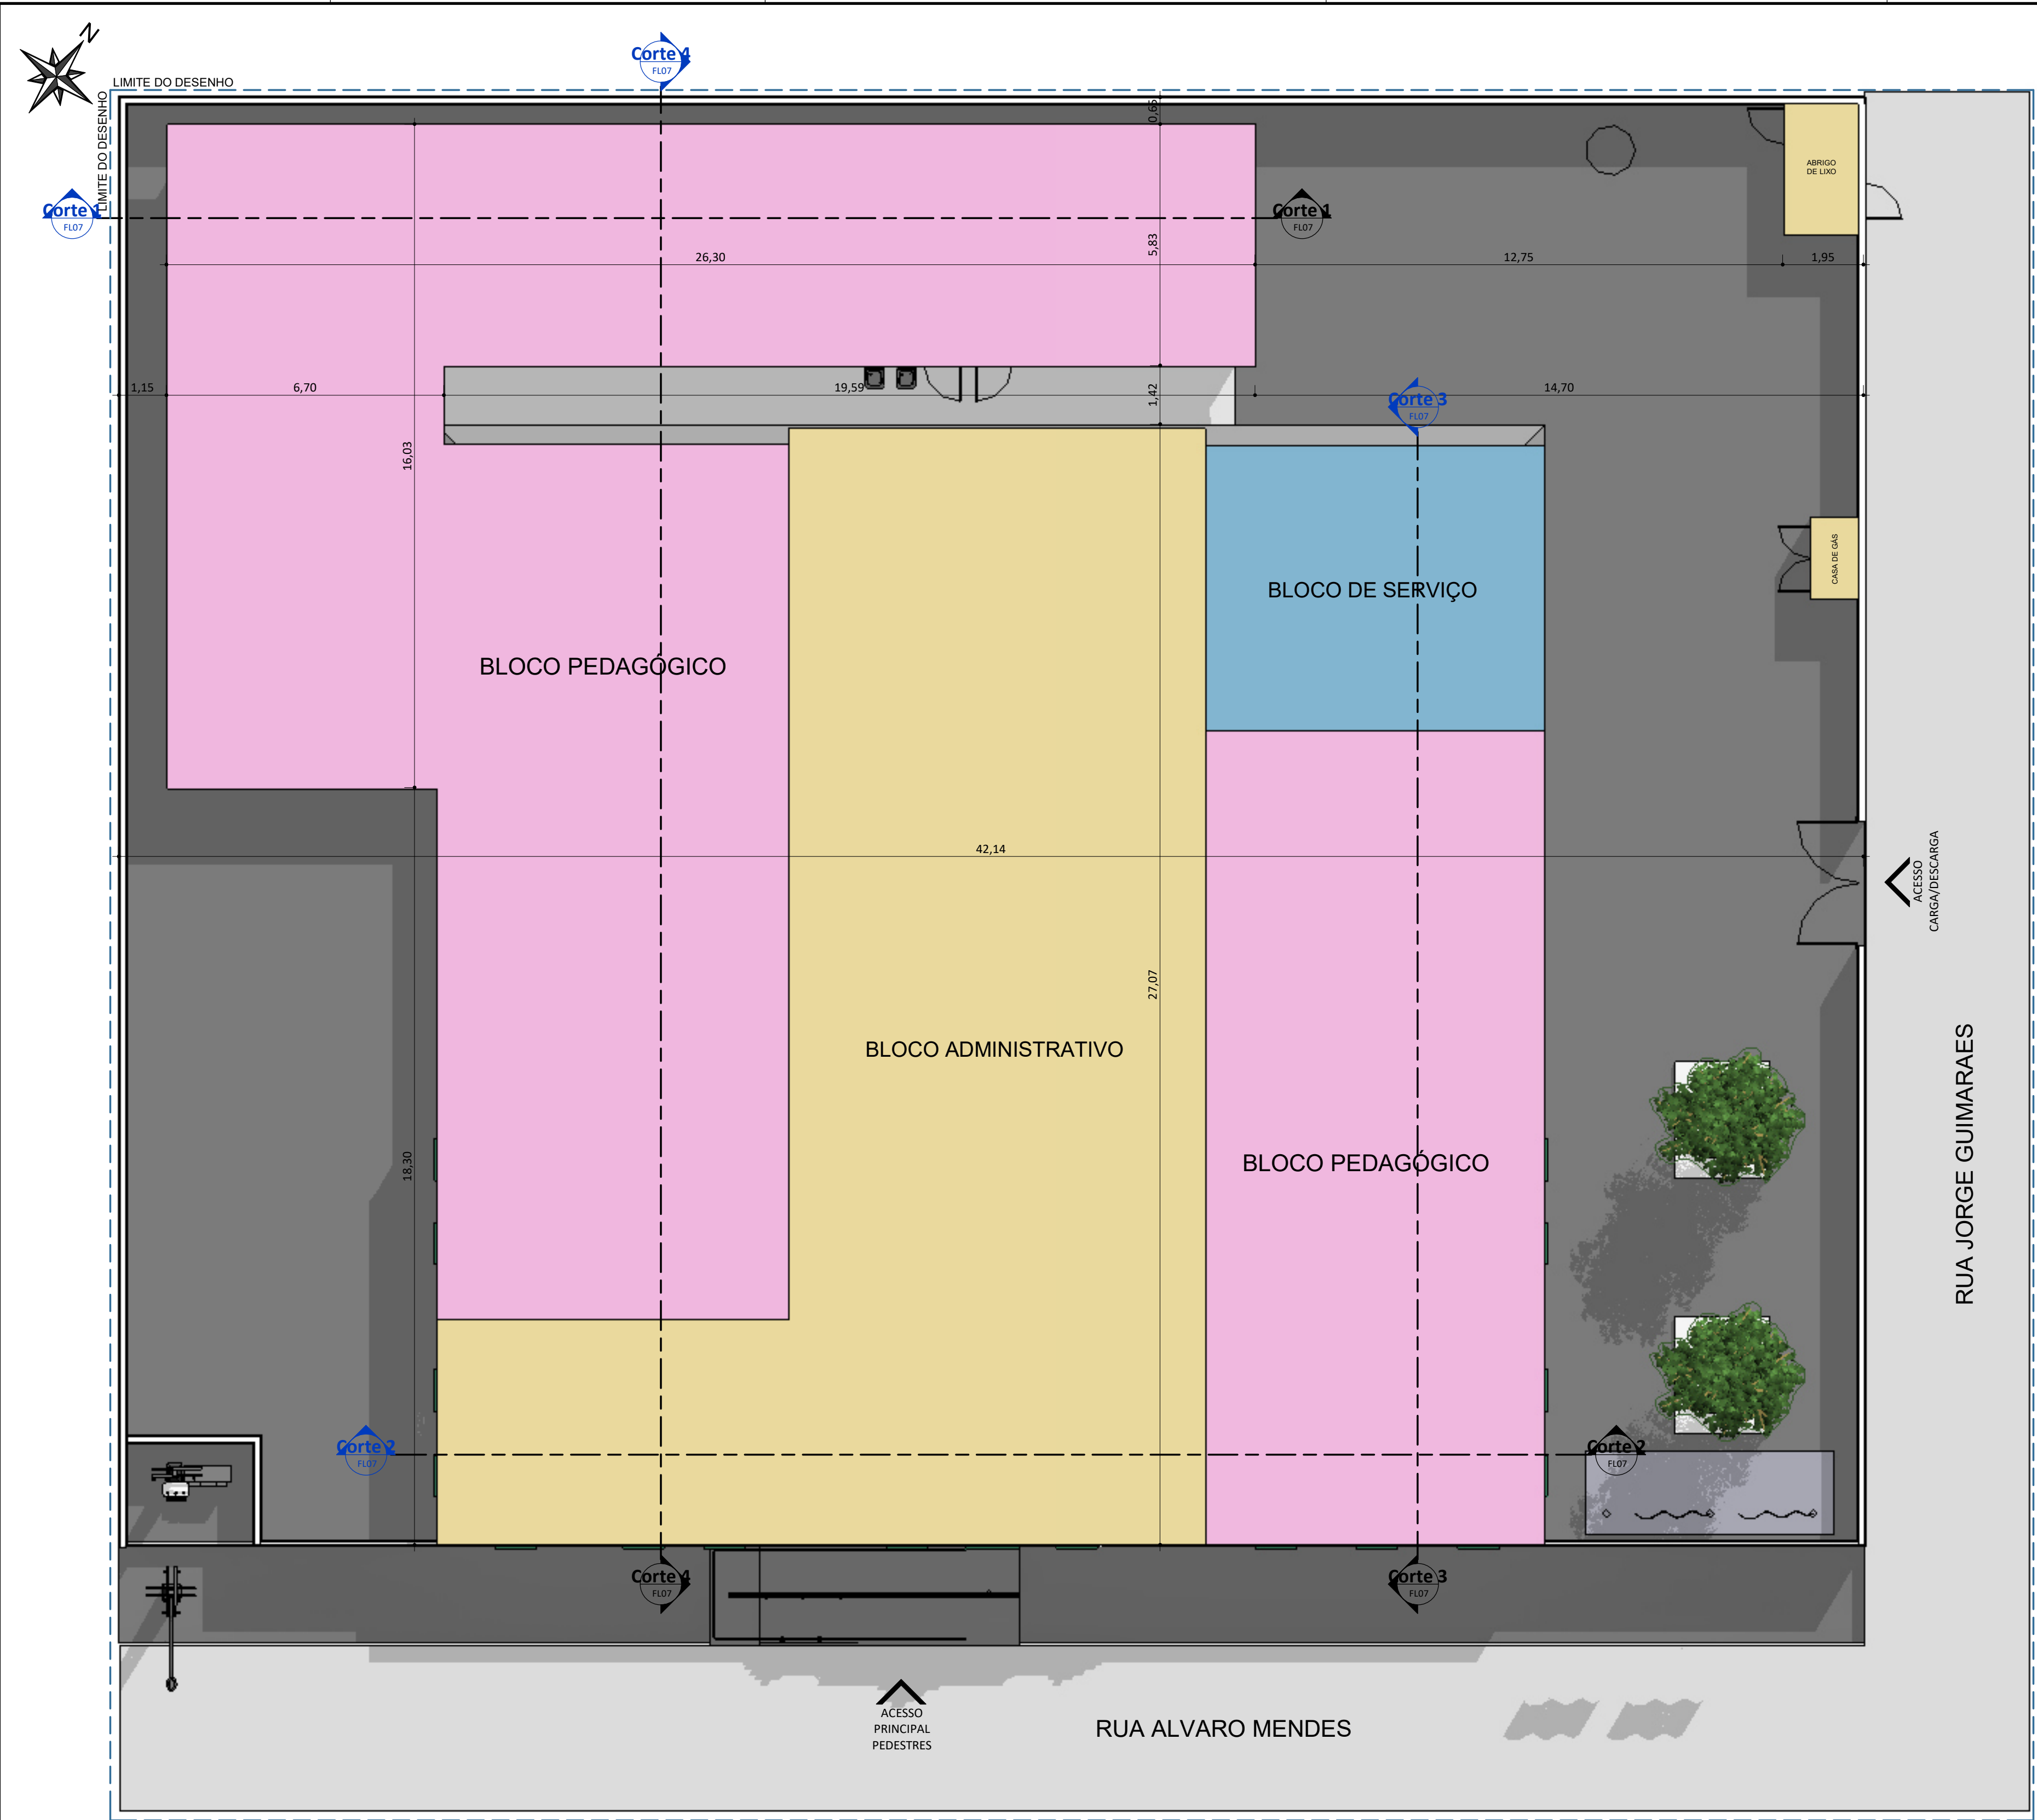 N
Corte 4
FL07
LIMITE DO DESENHO
LIMITE DO DESENHO
0,65
ABRIGO
DE LIXO
Corte 1
FL07
Corte 1
FL07
5,83
26,30
12,75
1,95
1,15
6,70
19,59
1,42
14,70
Corte 3
FL07
16,03
CASA DE GÁS
BLOCO DE SERVIÇO
BLOCO PEDAGÓGICO
42,14
ACESSO
CARGA/DESCARGA
27,07
BLOCO ADMINISTRATIVO
18,30
BLOCO PEDAGÓGICO
RUA JORGE GUIMARAES
Corte 2
FL07
Corte 2
FL07
Corte 4
FL07
Corte 3
FL07
ACESSO
PRINCIPAL
PEDESTRES
RUA ALVARO MENDES